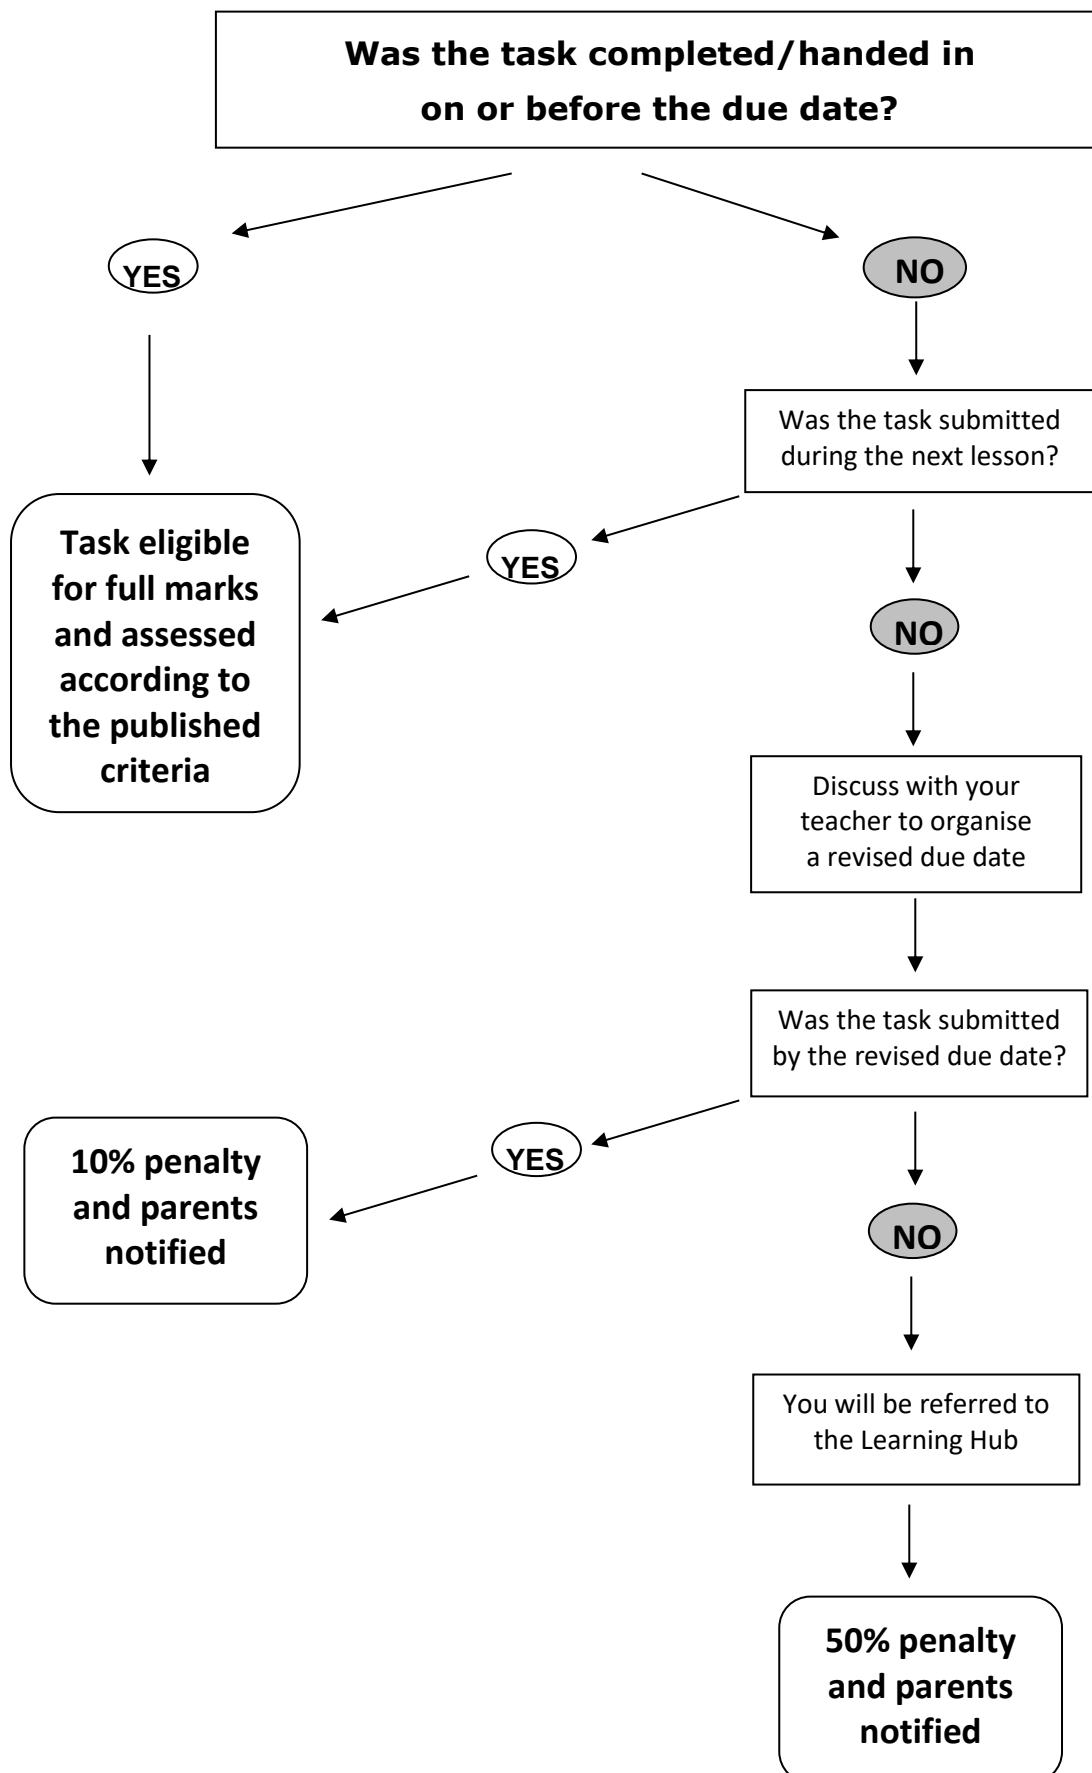 Was the task completed/handed in
on or before the due date?
YES
NO
Was the task submitted
during the next lesson?
Task eligible
for full marks
and assessed
according to
the published
criteria
YES
NO
Discuss with your
teacher to organise
a revised due date
Was the task submitted
by the revised due date?
10% penalty
and parents
notified
YES
NO
You will be referred to
the Learning Hub
50% penalty
and parents
notified